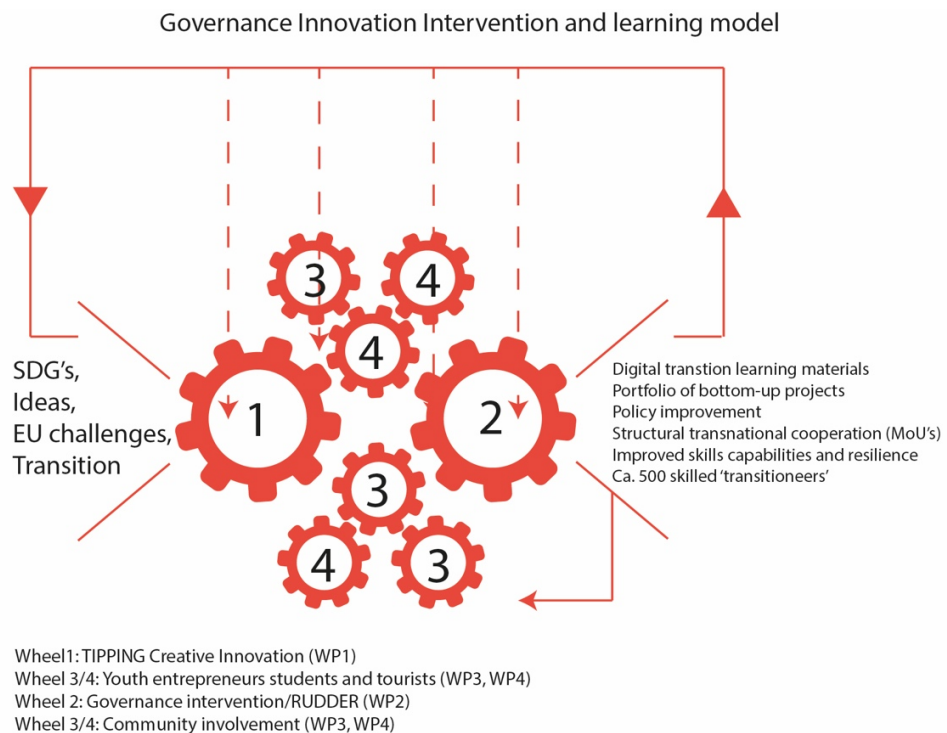 Governance Innovation Intervention and learning model
3
4
4
1
2
SDG's,
Ideas,
EU challenges,
Transition
Digital transtion learning materials
Portfolio of bottom-up projects
Policy improvement
Structural transnational cooperation (MoU's)
Improved skills capabilities and resilience
Ca. 500 skilled 'transitioneers'
3
4
3
Wheel1: TIPPING Creative Innovation (WP1)
Wheel 3/4: Youth entrepreneurs students and tourists (WP3, WP4)
Wheel 2: Governance intervention/RUDDER (WP2)
Wheel 3/4: Community involvement (WP3, WP4)